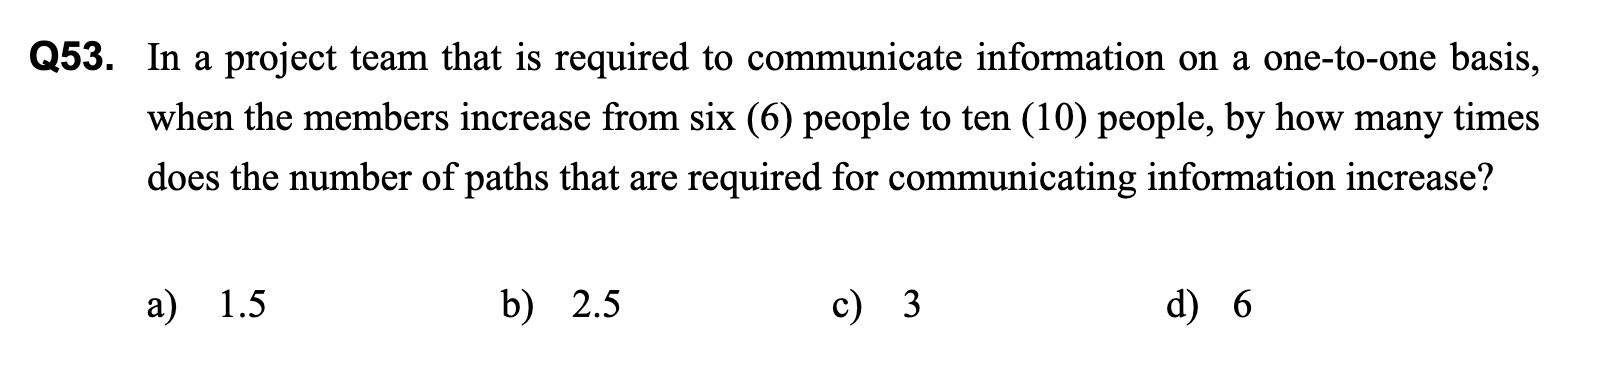 Q53. In a project team that is required to communicate information on a one-to-one basis,
when the members increase from six (6) people to ten (10) people, by how many times
does the number of paths that are required for communicating information increase?
a) 1.5 b) 2.5 c) 3 d) 6